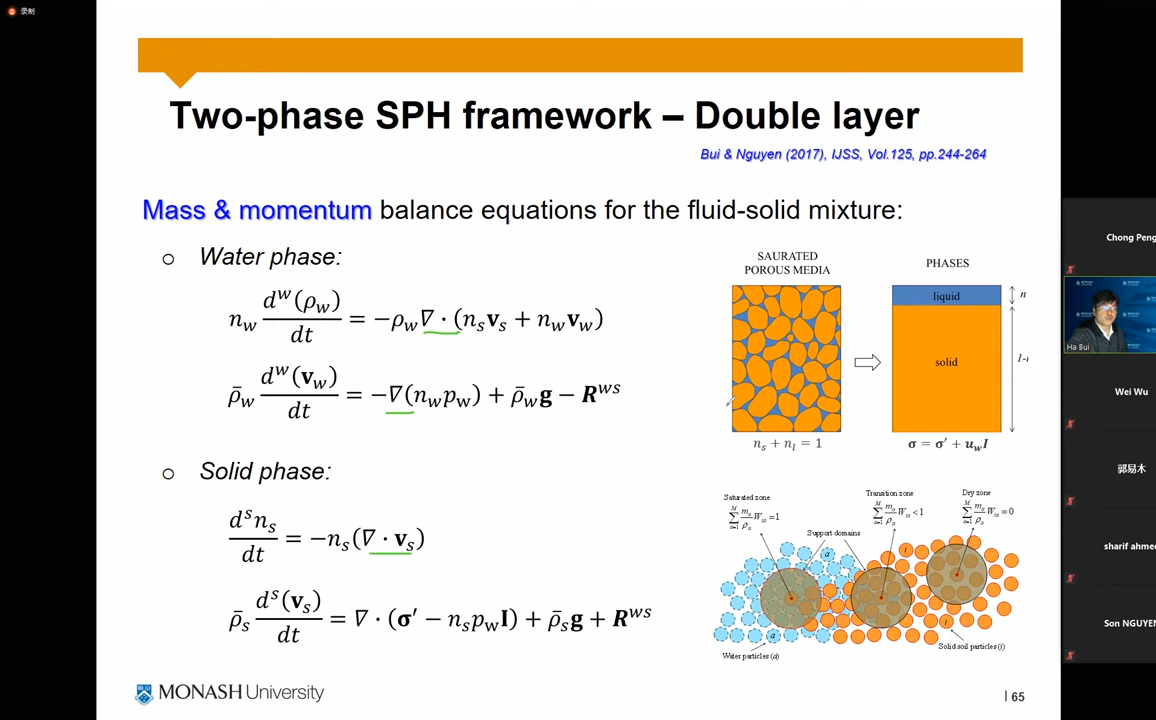 录制
Two-phase SPH framework – Double layer
Bui & Nguyen (2017), IJSS, Vol.125, pp.244-264
Mass & momentum balance equations for the fluid-solid mixture:
o Water phase:
n_w d^w(ρ_w)/dt = −ρ_w ∇ · (n_s v_s + n_w v_w)
ρ̄_w d^w(v_w)/dt = −∇(n_w p_w) + ρ̄_w g − R^{ws}
o Solid phase:
d^s n_s/dt = −n_s(∇ · v_s)
ρ̄_s d^s(v_s)/dt = ∇ · (σ′ − n_s p_w I) + ρ̄_s g + R^{ws}
SAURATED
POROUS MEDIA
PHASES
liquid
n
solid
1-
n_s + n_l = 1
σ = σ′ + u_w I
Saturated zone
Transition zone
Dry zone
Support domains
a
i
a
i
Water particles (a)
Solid soil particles (i)
MONASH University
| 65
Chong Peng
Ha Bui
Wei Wu
郭易木
sharif ahme
Son NGUYEN